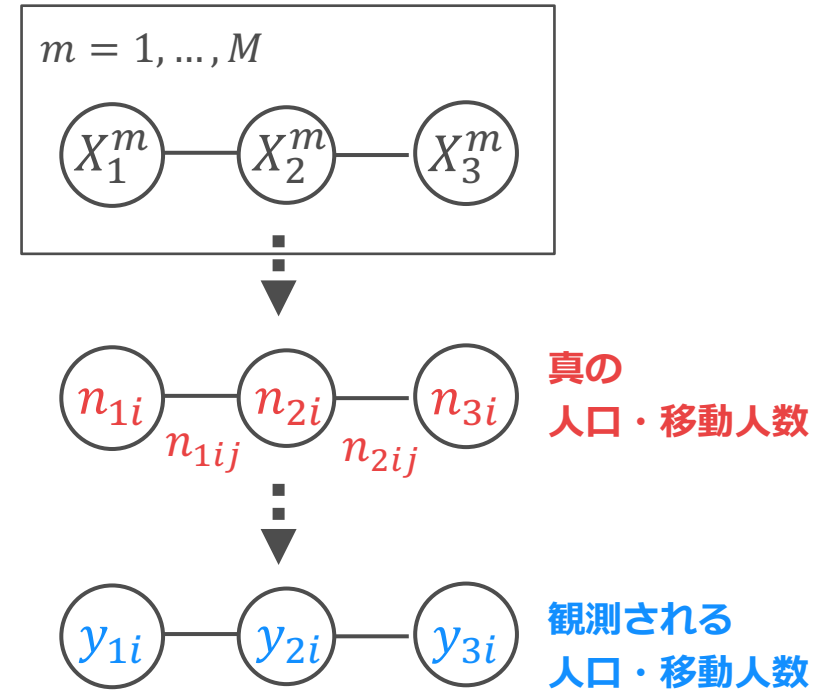 m = 1, … , M
X_1^m X_2^m X_3^m
n_{1i} n_{2i} n_{3i}
n_{1ij} n_{2ij}
真の
人口・移動人数
y_{1i} y_{2i} y_{3i}
観測される
人口・移動人数